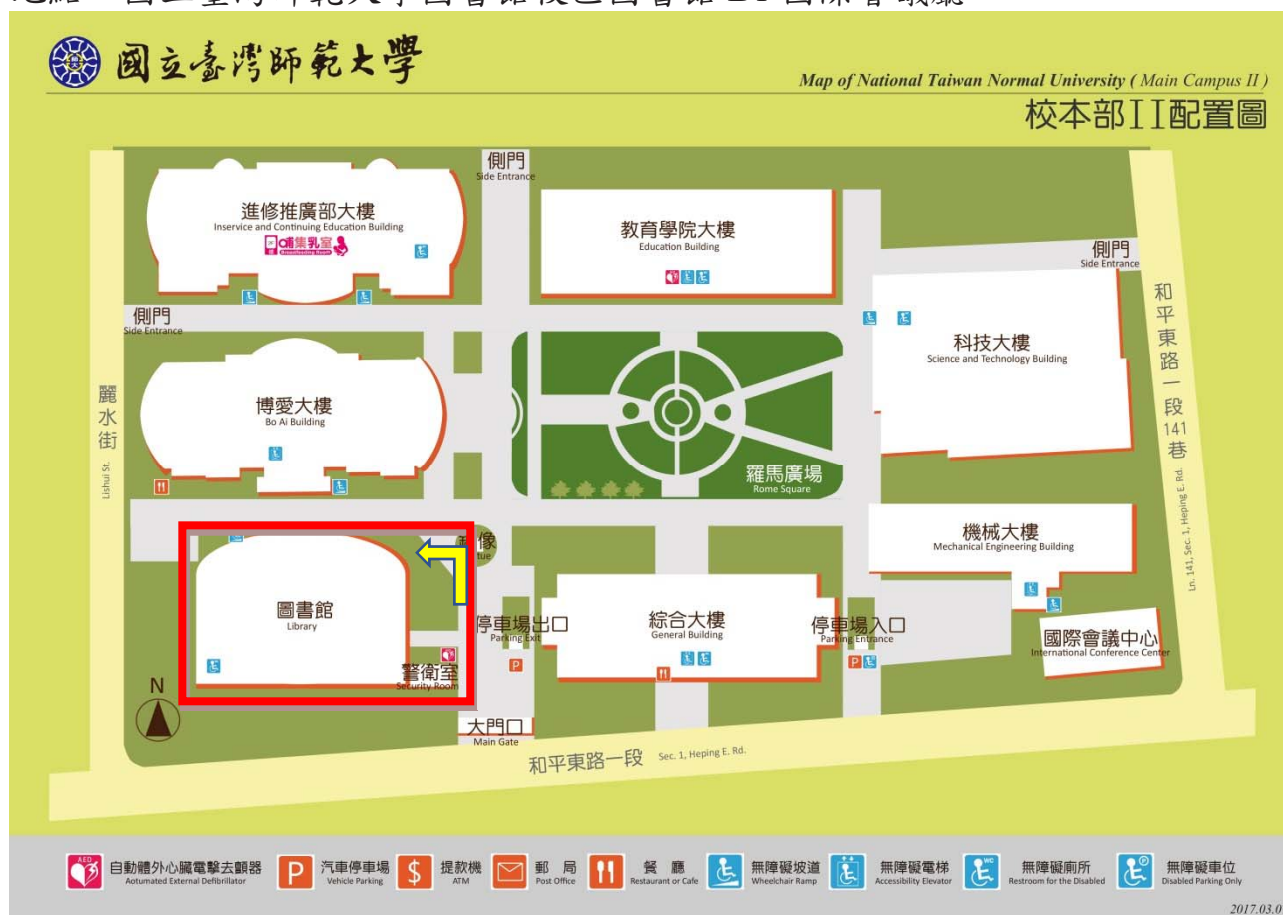 國立臺灣師範大學
Map of National Taiwan Normal University ( Main Campus II )
校本部II配置圖
側門
Side Entrance
進修推廣部大樓
Inservice and Continuing Education Building
哺集乳室
Breastfeeding Room
教育學院大樓
Education Building
側門
Side Entrance
側門
Side Entrance
和平東路一段141巷
Ln. 141, Sec. 1, Heping E. Rd.
科技大樓
Science and Technology Building
麗水街
Lishui St.
博愛大樓
Bo Ai Building
羅馬廣場
Rome Square
機械大樓
Mechanical Engineering Building
像
圖書館
Library
停車場出口
Parking Exit
綜合大樓
General Building
停車場入口
Parking Entrance
國際會議中心
International Conference Center
警衛室
Security Room
N
大門口
Main Gate
和平東路一段 Sec. 1, Heping E. Rd.
AED 自動體外心臟電擊去顫器
Aotumated External Defibrillator
P 汽車停車場
Vehicle Parking
$ 提款機
ATM
郵局
Post Office
餐廳
Restaurant or Cafe
無障礙坡道
Wheelchair Ramp
無障礙電梯
Accessibility Elevator
WC 無障礙廁所
Restroom for the Disabled
P 無障礙車位
Disabled Parking Only
2017.03.0